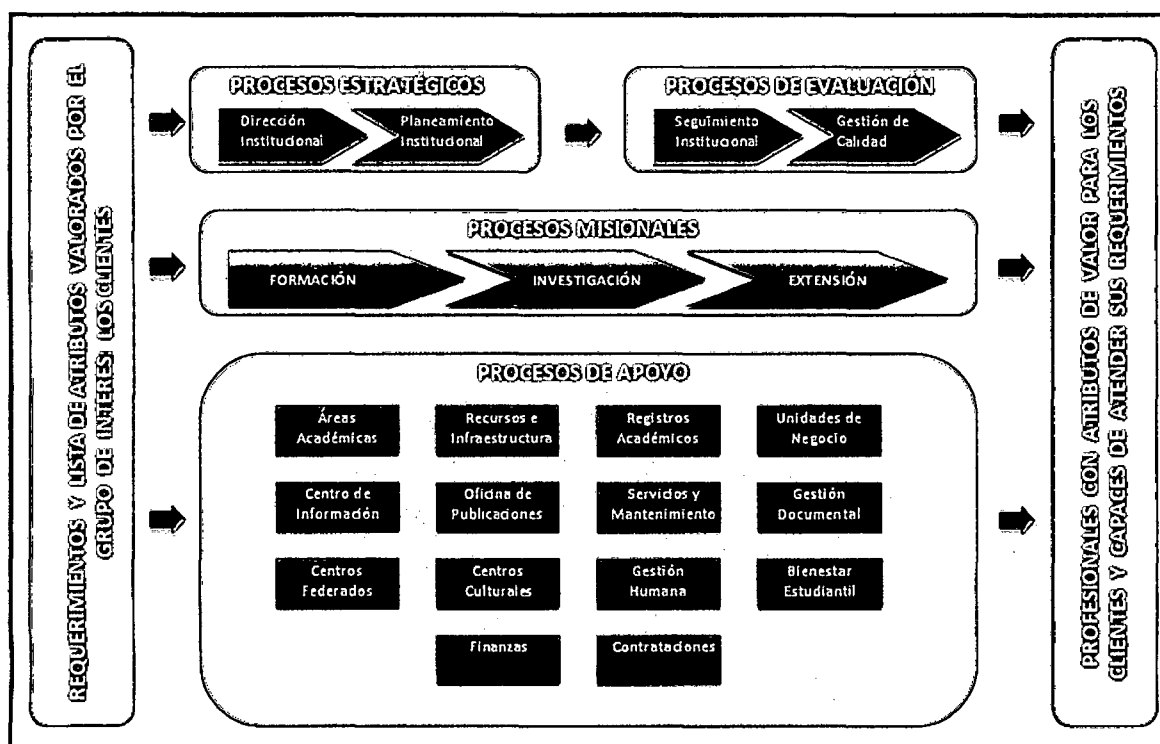 REQUERIMIENTOS Y LISTA DE ATRIBUTOS VALORADOS POR EL
GRUPO DE INTERES: LOS CLIENTES
PROCESOS ESTRATÉGICOS
Dirección
Institucional
Planeamiento
Institucional
PROCESOS DE EVALUACIÓN
Seguimiento
Institucional
Gestión de
Calidad
PROCESOS MISIONALES
FORMACIÓN
INVESTIGACIÓN
EXTENSIÓN
PROCESOS DE APOYO
Áreas
Académicas
Recursos e
Infraestructura
Registros
Académicos
Unidades de
Negocio
Centro de
Información
Oficina de
Publicaciones
Servicios y
Mantenimiento
Gestión
Documental
Centros
Federados
Centros
Culturales
Gestión
Humana
Bienestar
Estudiantil
Finanzas
Contrataciones
PROFESIONALES CON ATRIBUTOS DE VALOR PARA LOS
CLIENTES Y CAPACES DE ATENDER SUS REQUERIMIENTOS